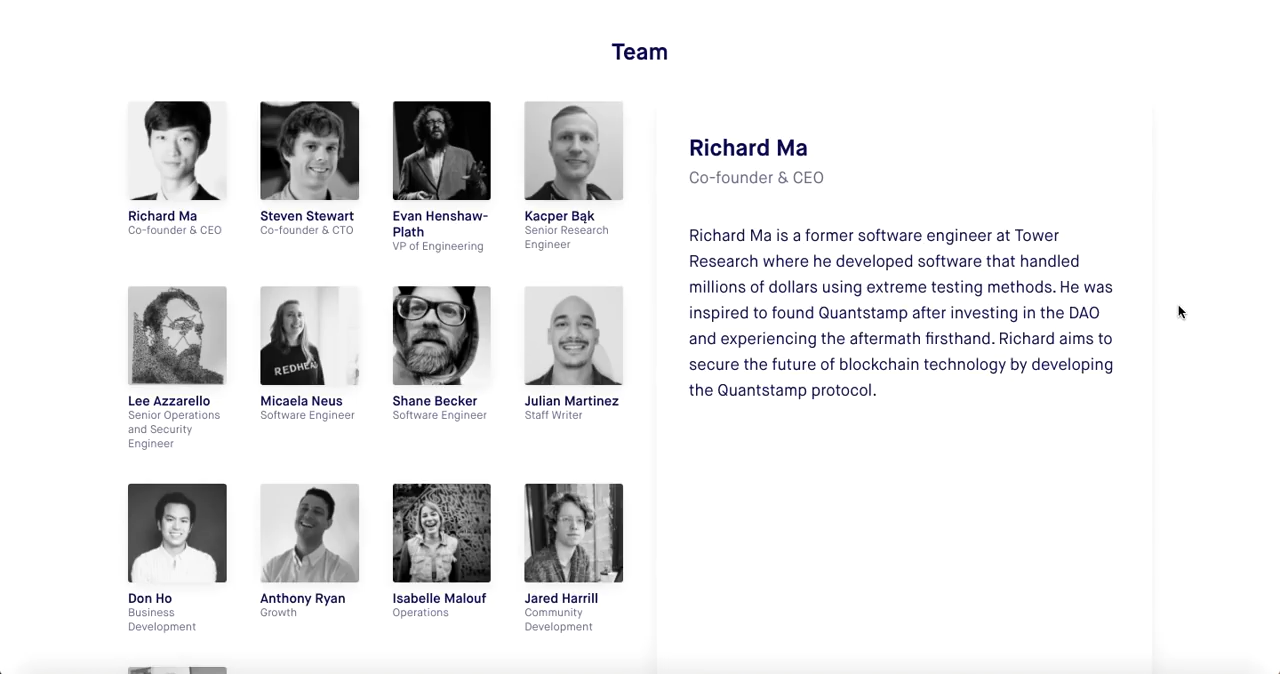 Team
Richard Ma
Co-founder & CEO
Steven Stewart
Co-founder & CTO
Evan Henshaw-
Plath
VP of Engineering
Kacper Bąk
Senior Research
Engineer
REDHEA
Lee Azzarello
Senior Operations
and Security
Engineer
Micaela Neus
Software Engineer
Shane Becker
Software Engineer
Julian Martinez
Staff Writer
Don Ho
Business
Development
Anthony Ryan
Growth
Isabelle Malouf
Operations
Jared Harrill
Community
Development
Richard Ma
Co-founder & CEO
Richard Ma is a former software engineer at Tower
Research where he developed software that handled
millions of dollars using extreme testing methods. He was
inspired to found Quantstamp after investing in the DAO
and experiencing the aftermath firsthand. Richard aims to
secure the future of blockchain technology by developing
the Quantstamp protocol.